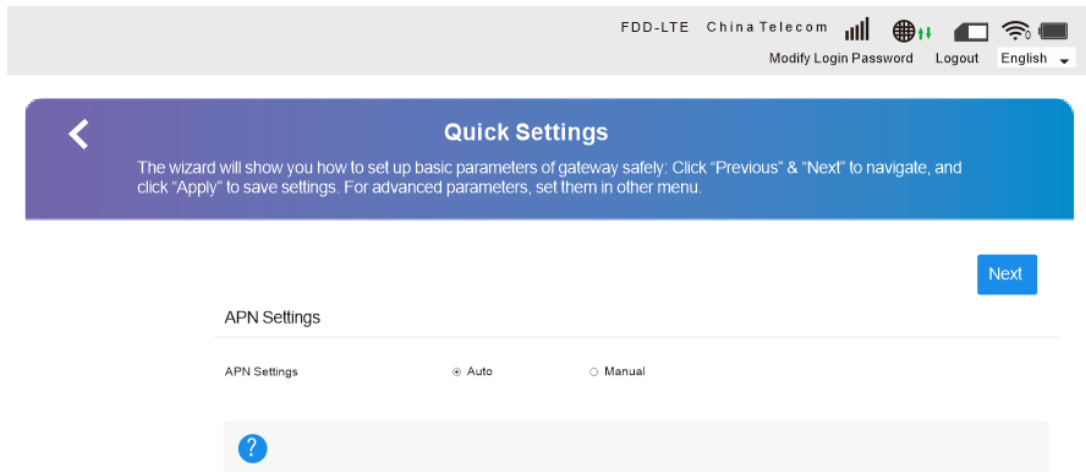 FDD-LTE China Telecom
Modify Login Password Logout English
Quick Settings
The wizard will show you how to set up basic parameters of gateway safely: Click “Previous” & “Next” to navigate, and
click “Apply” to save settings. For advanced parameters, set them in other menu.
Next
APN Settings
APN Settings Auto Manual
?